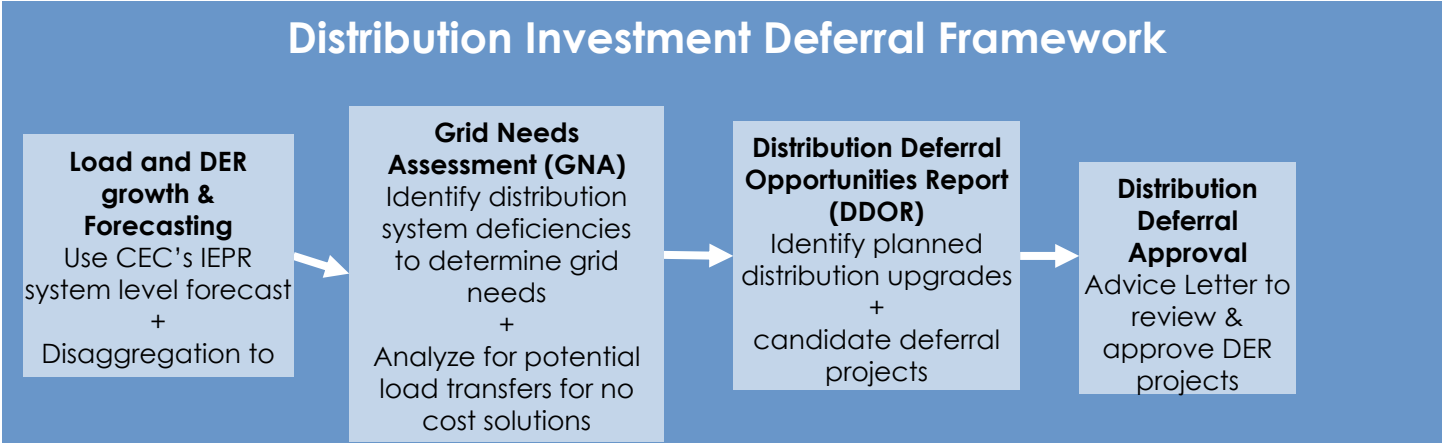 Distribution Investment Deferral Framework
Load and DER
growth &
Forecasting
Use CEC's IEPR
system level forecast
+
Disaggregation to
Grid Needs
Assessment (GNA)
Identify distribution
system deficiencies
to determine grid
needs
+
Analyze for potential
load transfers for no
cost solutions
Distribution Deferral
Opportunities Report
(DDOR)
Identify planned
distribution upgrades
+
candidate deferral
projects
Distribution
Deferral
Approval
Advice Letter to
review &
approve DER
projects